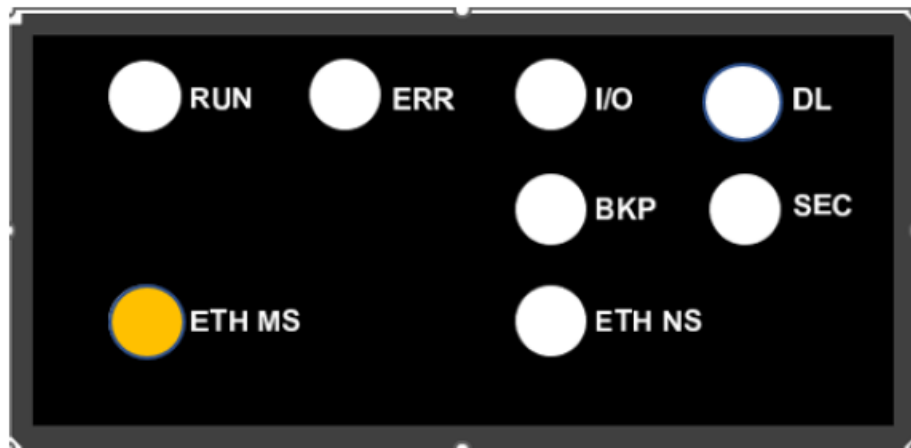 RUN ERR I/O DL
BKP SEC
ETH MS ETH NS